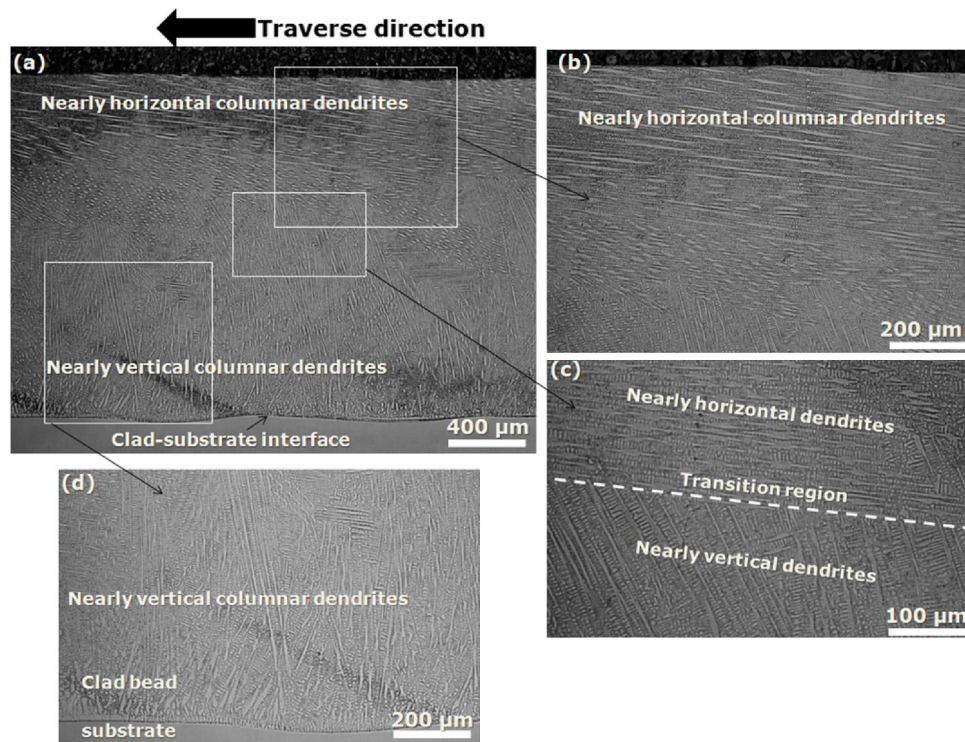 Traverse direction
(a)
Nearly horizontal columnar dendrites
Nearly vertical columnar dendrites
Clad-substrate interface
400 µm
(b)
Nearly horizontal columnar dendrites
200 µm
(c)
Nearly horizontal dendrites
Transition region
Nearly vertical dendrites
100 µm
(d)
Nearly vertical columnar dendrites
Clad bead
substrate
200 µm